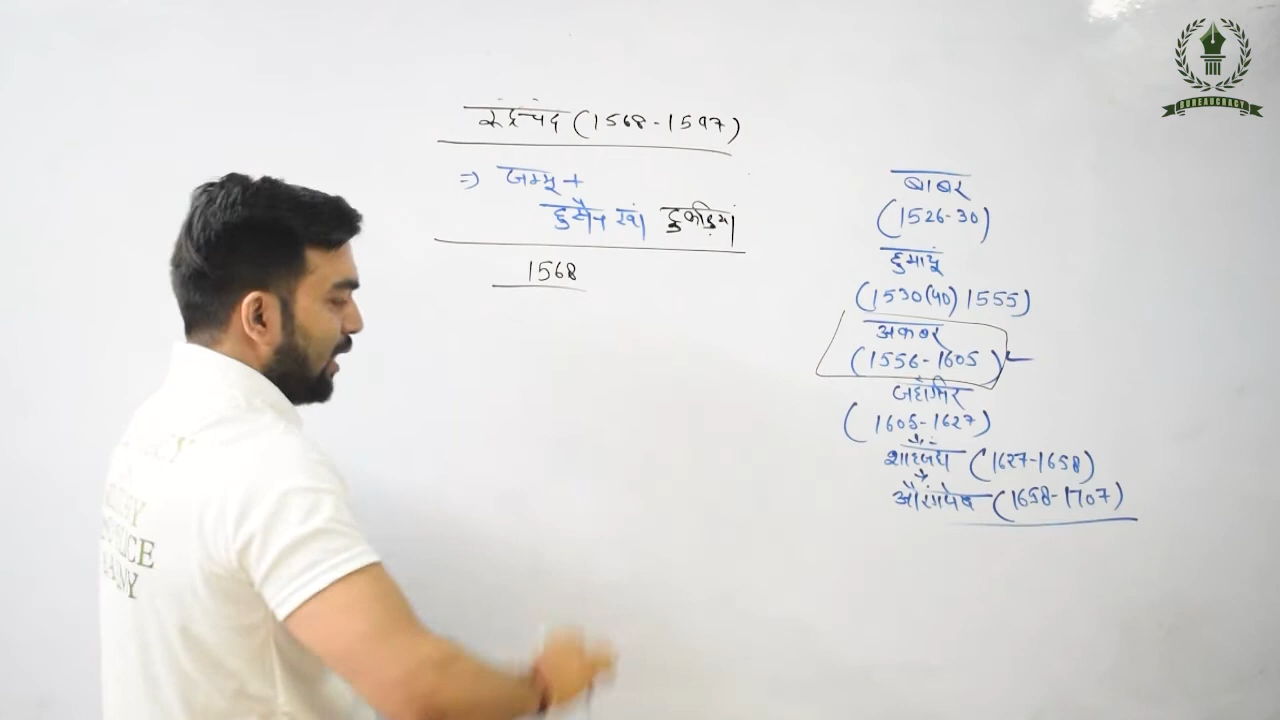 रुद्रचंद (1568-1597)
⇒ जम्मू +
हुसैन खां टुकड़ियां
1568
बाबर
(1526-30)
हुमायूं
(1530(40) 1555)
अकबर
(1556-1605)
जहाँगिर
(1605-1627)
शाहजहां (1627-1658)
औरंगजेब (1658-1707)
BUREAUCRACY